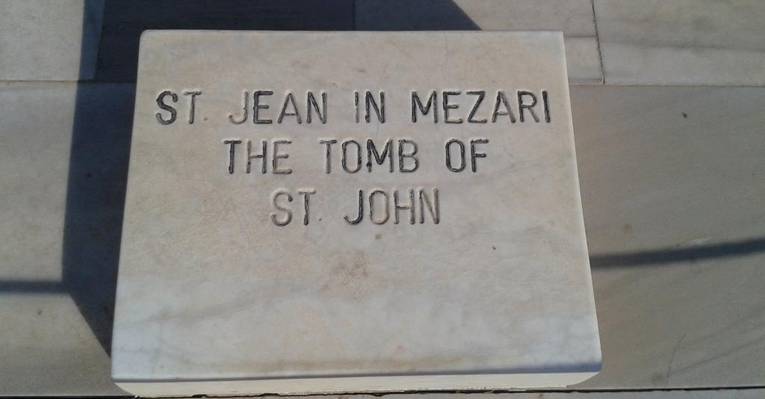 ST. JEAN IN MEZARI
THE TOMB OF
ST. JOHN